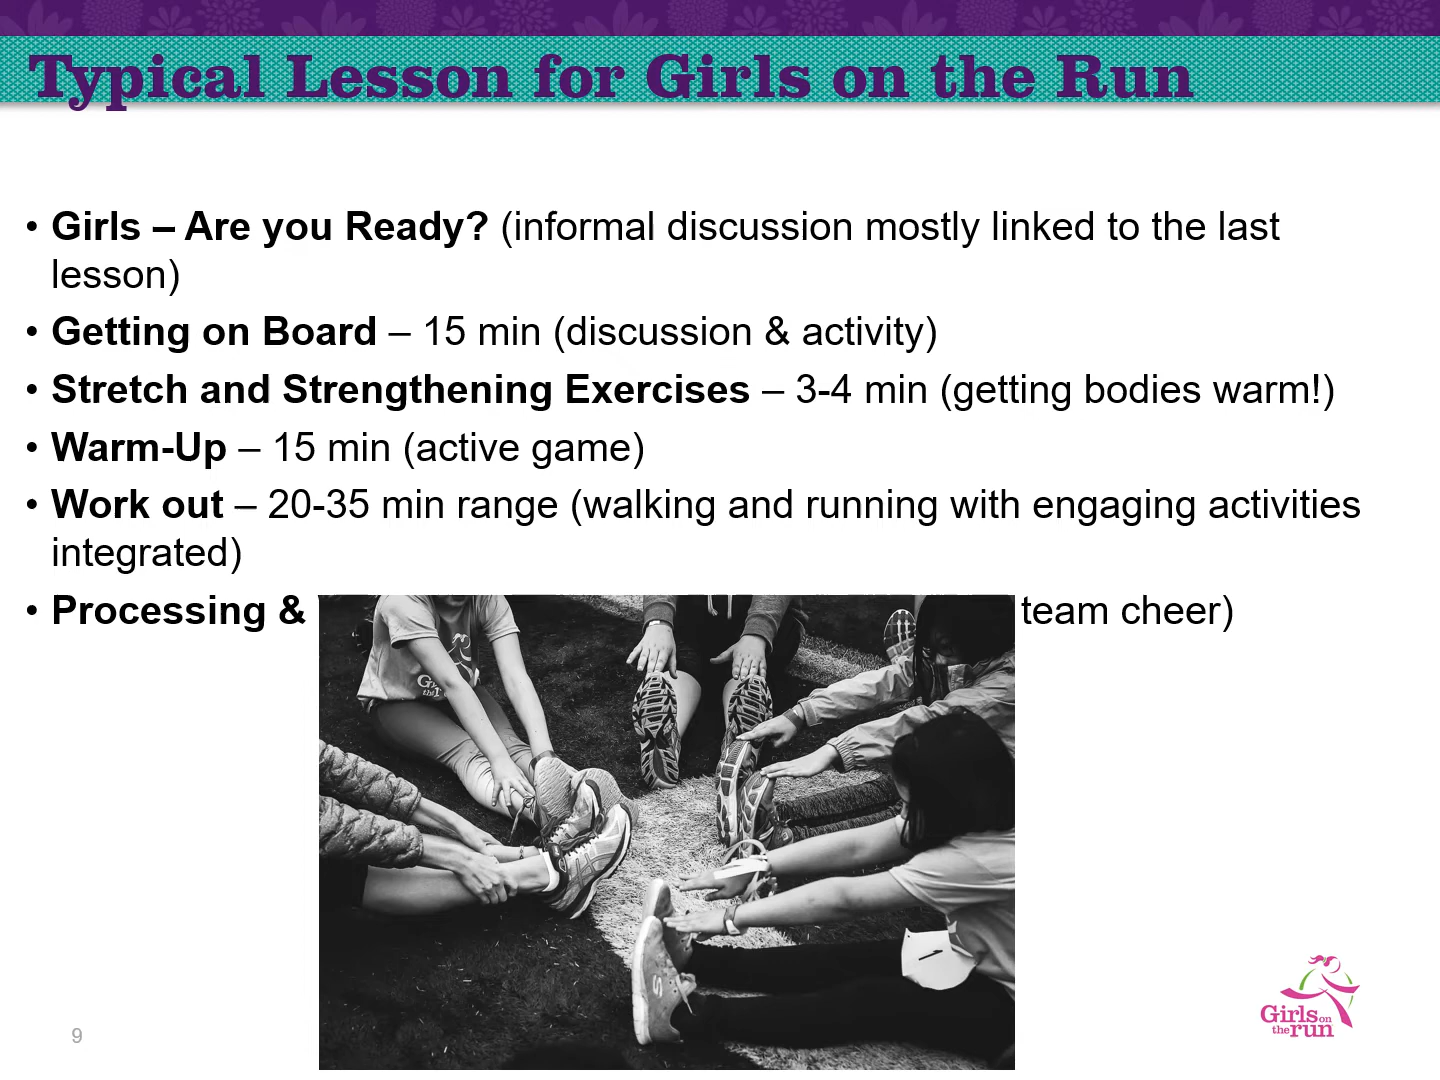 Typical Lesson for Girls on the Run
• Girls – Are you Ready? (informal discussion mostly linked to the last
lesson)
• Getting on Board – 15 min (discussion & activity)
• Stretch and Strengthening Exercises – 3-4 min (getting bodies warm!)
• Warm-Up – 15 min (active game)
• Work out – 20-35 min range (walking and running with engaging activities
integrated)
• Processing & team cheer)
9
Girls on
the run